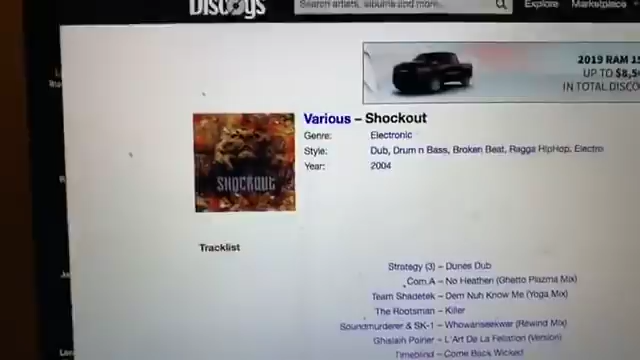 Discogs
Search artists, albums and more...
Explore
Marketplace
2019 RAM 15
UP TO $8,5
IN TOTAL DISCO
Various – Shockout
Genre: Electronic
Style: Dub, Drum n Bass, Broken Beat, Ragga HipHop, Electro
Year: 2004
SHOCKOUT
Tracklist
Strategy (3) – Dunes Dub
Com.A – No Heathen (Ghetto Plazma Mix)
Team Shadetek – Dem Nuh Know Me (Yoga Mix)
The Rootsman – Killer
Soundmurderer & SK-1 – Whowanseekwar (Rewind Mix)
Ghislain Poirier – L'Art De La Fellation (Version)
Timeblind – Come Back Wicked